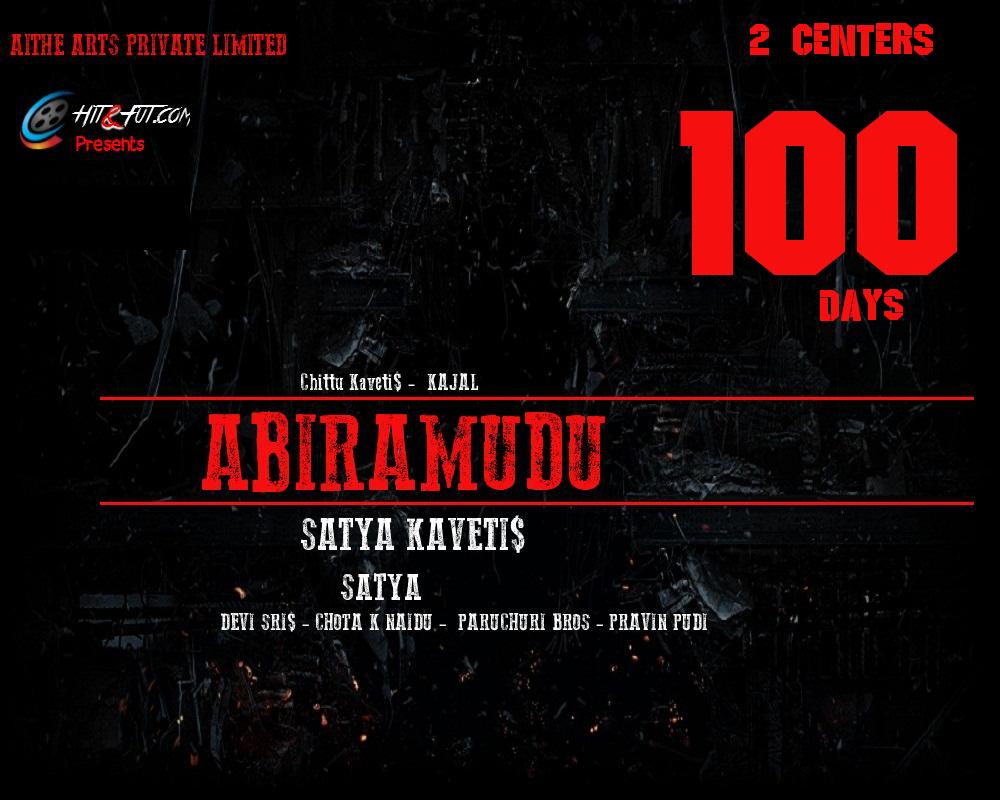 AITHE ARTS PRIVATE LIMITED
2 CENTERS
HIT&FUT.COM
Presents
100
DAYS
Chittu Kaveti$ - KAJAL
ABIRAMUDU
SATYA KAVETI$
SATYA
DEVI SRI$ - CHOTA K NAIDU - PARUCHURI BROS - PRAVIN PUDI